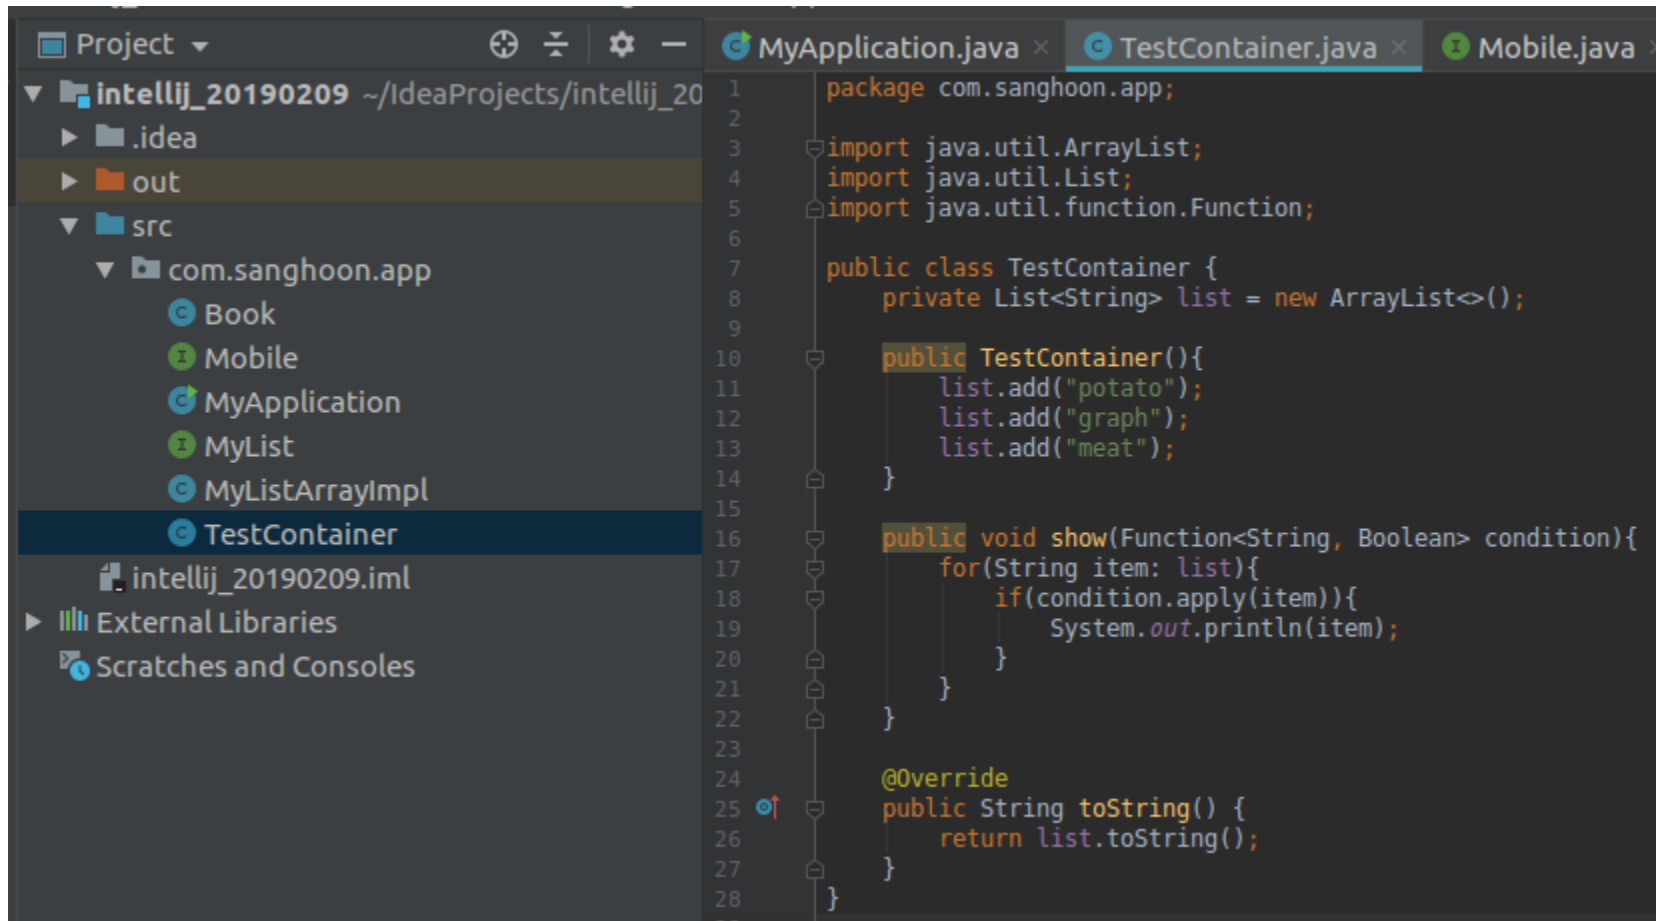 Project
intellij_20190209 ~/IdeaProjects/intellij_20
.idea
out
src
com.sanghoon.app
Book
Mobile
MyApplication
MyList
MyListArrayImpl
TestContainer
intellij_20190209.iml
External Libraries
Scratches and Consoles
MyApplication.java × TestContainer.java × Mobile.java
1 package com.sanghoon.app;
2
3 import java.util.ArrayList;
4 import java.util.List;
5 import java.util.function.Function;
6
7 public class TestContainer {
8     private List<String> list = new ArrayList<>();
9
10     public TestContainer(){
11         list.add("potato");
12         list.add("graph");
13         list.add("meat");
14     }
15
16     public void show(Function<String, Boolean> condition){
17         for(String item: list){
18             if(condition.apply(item)){
19                 System.out.println(item);
20             }
21         }
22     }
23
24     @Override
25     public String toString() {
26         return list.toString();
27     }
28 }